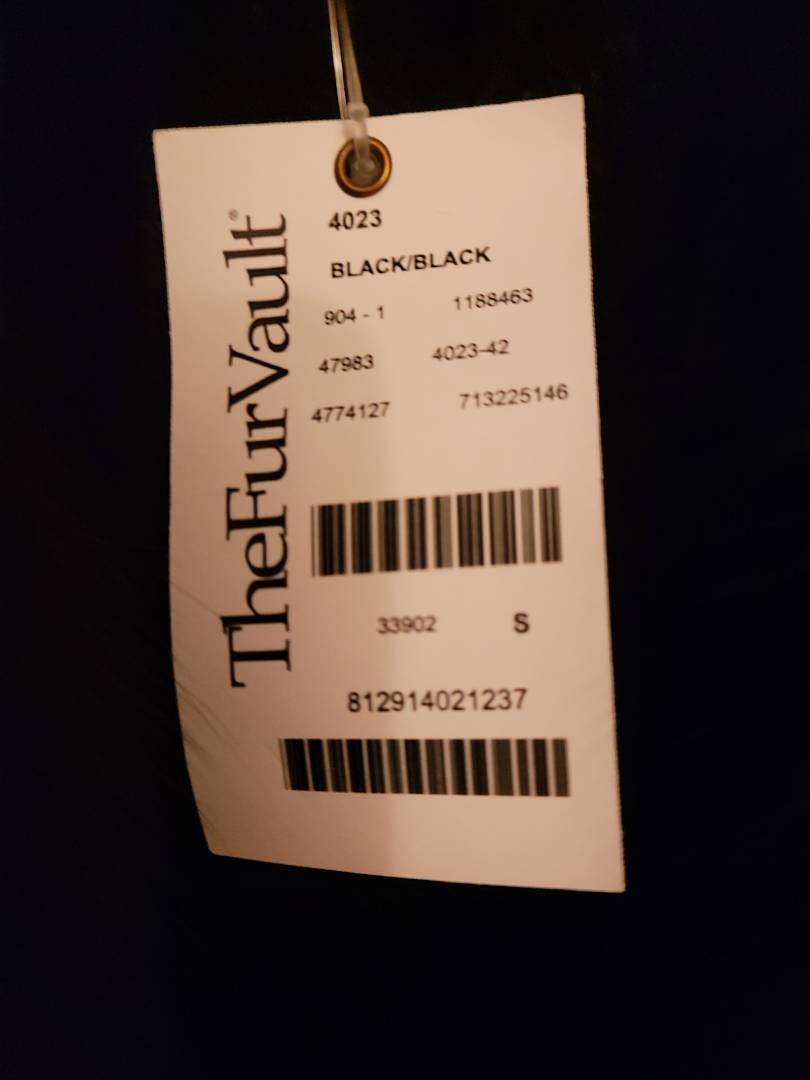 TheFurVault®
4023
BLACK/BLACK
904 - 1 1188463
47983 4023-42
4774127 713225146
33902 S
812914021237